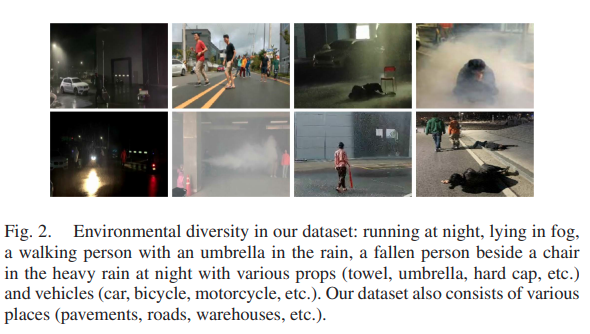 Fig. 2. Environmental diversity in our dataset: running at night, lying in fog,
a walking person with an umbrella in the rain, a fallen person beside a chair
in the heavy rain at night with various props (towel, umbrella, hard cap, etc.)
and vehicles (car, bicycle, motorcycle, etc.). Our dataset also consists of various
places (pavements, roads, warehouses, etc.).